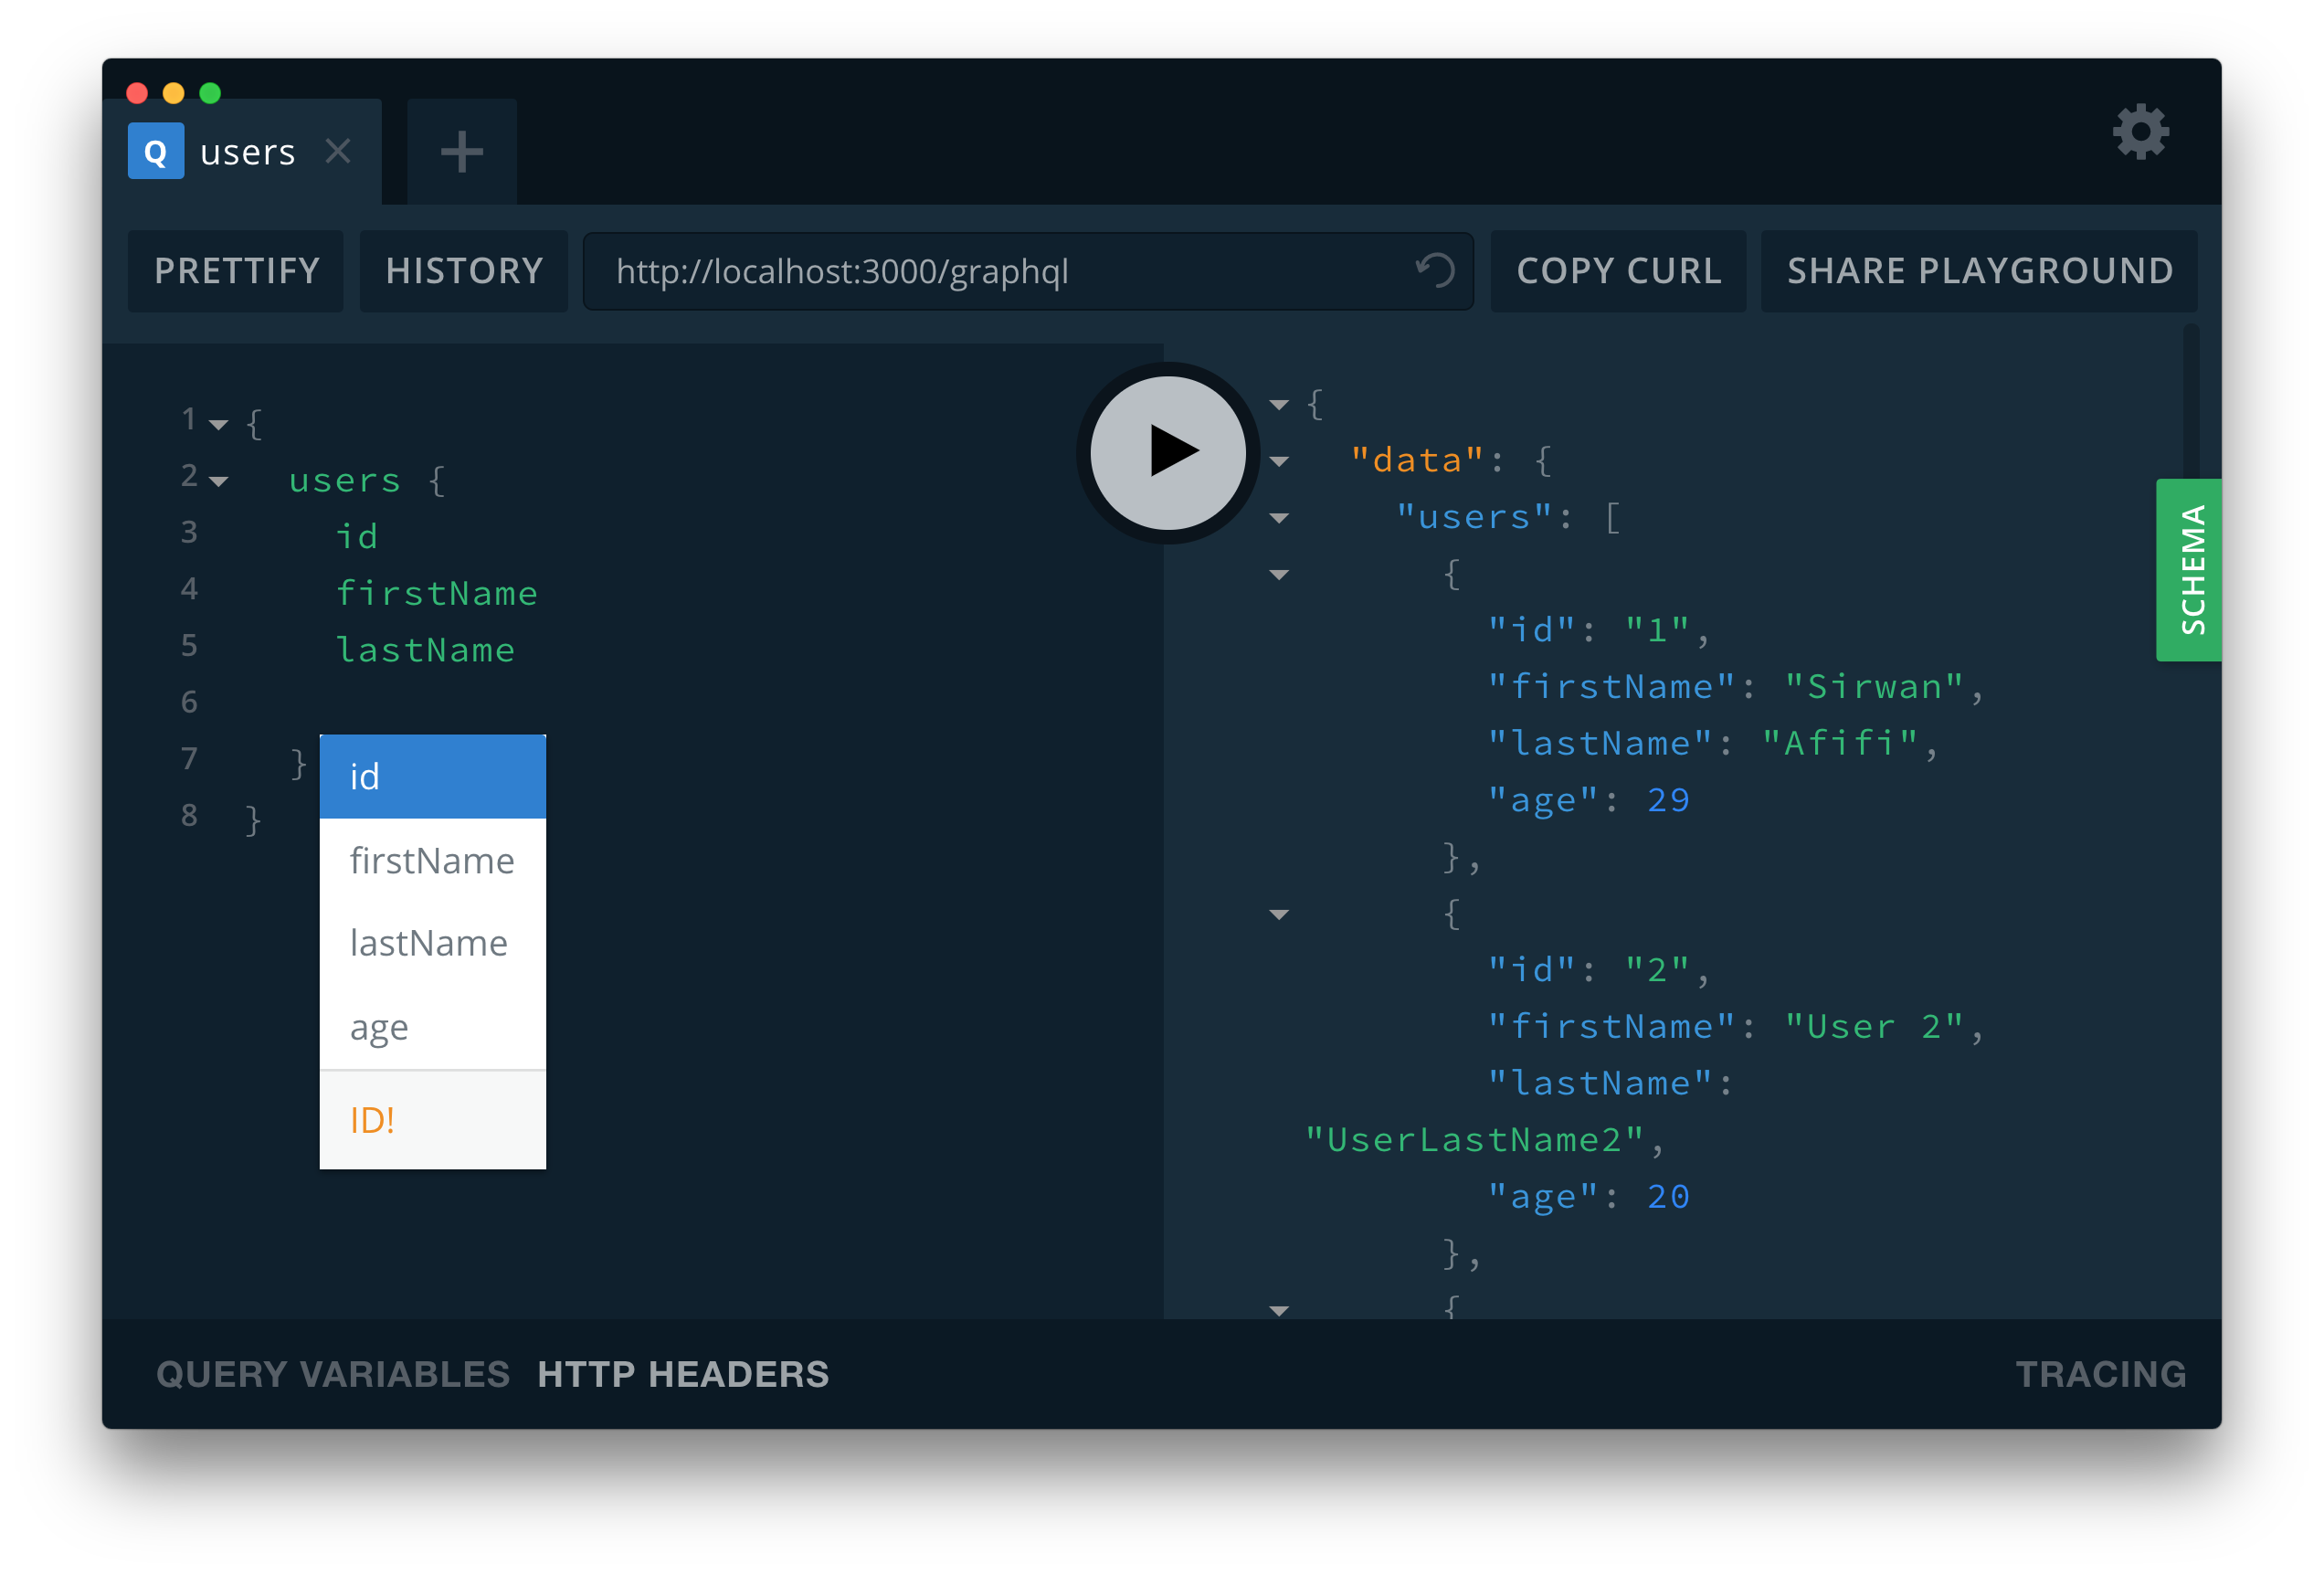 Q users
PRETTIFY HISTORY http://localhost:3000/graphql COPY CURL SHARE PLAYGROUND
1 {
2 users {
3 id
4 firstName
5 lastName
6
7 }
8 }
id
firstName
lastName
age
ID!
{
"data": {
"users": [
{
"id": "1",
"firstName": "Sirwan",
"lastName": "Afifi",
"age": 29
},
{
"id": "2",
"firstName": "User 2",
"lastName":
"UserLastName2",
"age": 20
},
{
SCHEMA
QUERY VARIABLES HTTP HEADERS TRACING